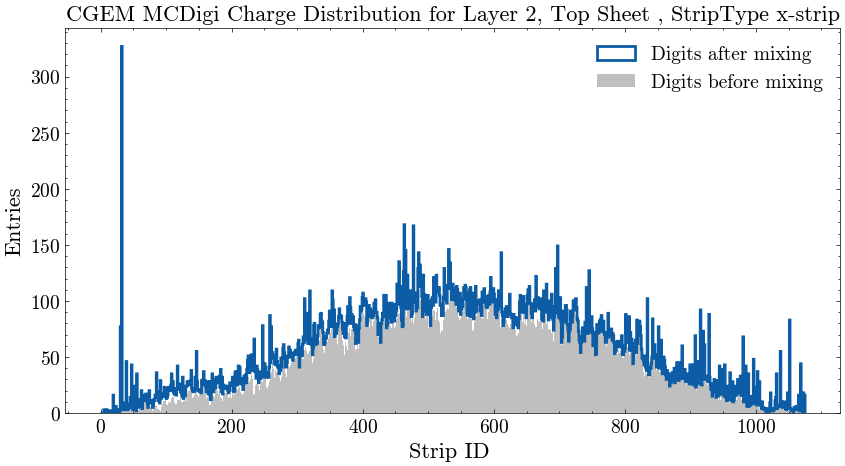 CGEM MCDigi Charge Distribution for Layer 2, Top Sheet , StripType x-strip
Digits after mixing
Digits before mixing
Entries
300
250
200
150
100
50
0
0 200 400 600 800 1000
Strip ID